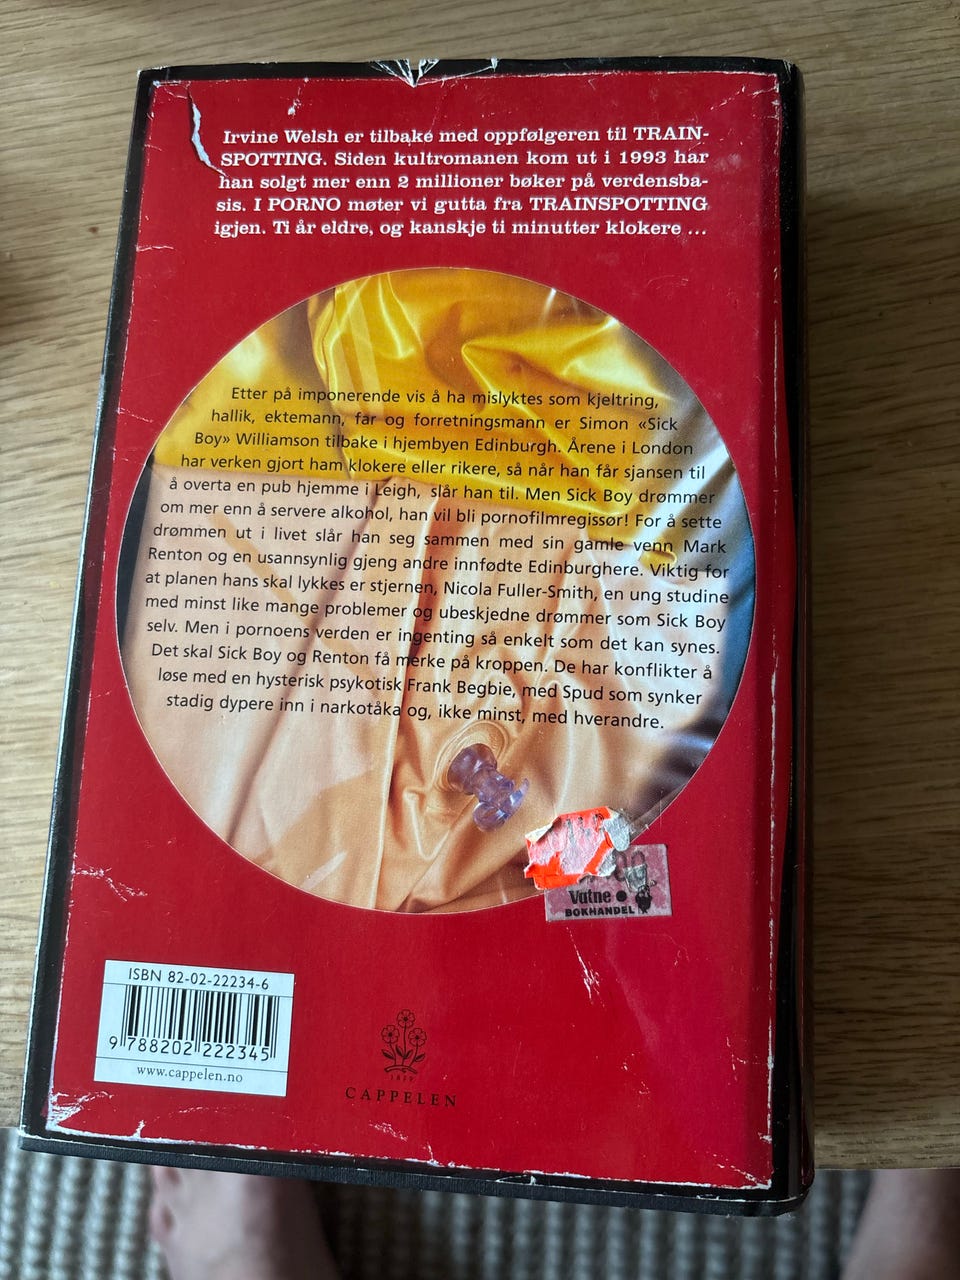 Irvine Welsh er tilbake med oppfølgeren til TRAIN-
SPOTTING. Siden kultromanen kom ut i 1993 har
han solgt mer enn 2 millioner bøker på verdensba-
sis. I PORNO møter vi gutta fra TRAINSPOTTING
igjen. Ti år eldre, og kanskje ti minutter klokere ...
Etter på imponerende vis å ha mislyktes som kjeltring,
hallik, ektemann, far og forretningsmann er Simon «Sick
Boy» Williamson tilbake i hjembyen Edinburgh. Årene i London
har verken gjort ham klokere eller rikere, så når han får sjansen til
å overta en pub hjemme i Leigh, slår han til. Men Sick Boy drømmer
om mer enn å servere alkohol, han vil bli pornofilmregissør! For å sette
drømmen ut i livet slår han seg sammen med sin gamle venn Mark
Renton og en usannsynlig gjeng andre innfødte Edinburghere. Viktig for
at planen hans skal lykkes er stjernen, Nicola Fuller-Smith, en ung studine
med minst like mange problemer og ubeskjedne drømmer som Sick Boy
selv. Men i pornoens verden er ingenting så enkelt som det kan synes.
Det skal Sick Boy og Renton få merke på kroppen. De har konflikter å
løse med en hysterisk psykotisk Frank Begbie, med Spud som synker
stadig dypere inn i narkotåka og, ikke minst, med hverandre.
Vutne
BOKHANDEL
ISBN 82-02-22234-6
9 788202 222345
www.cappelen.no
1829
CAPPELEN